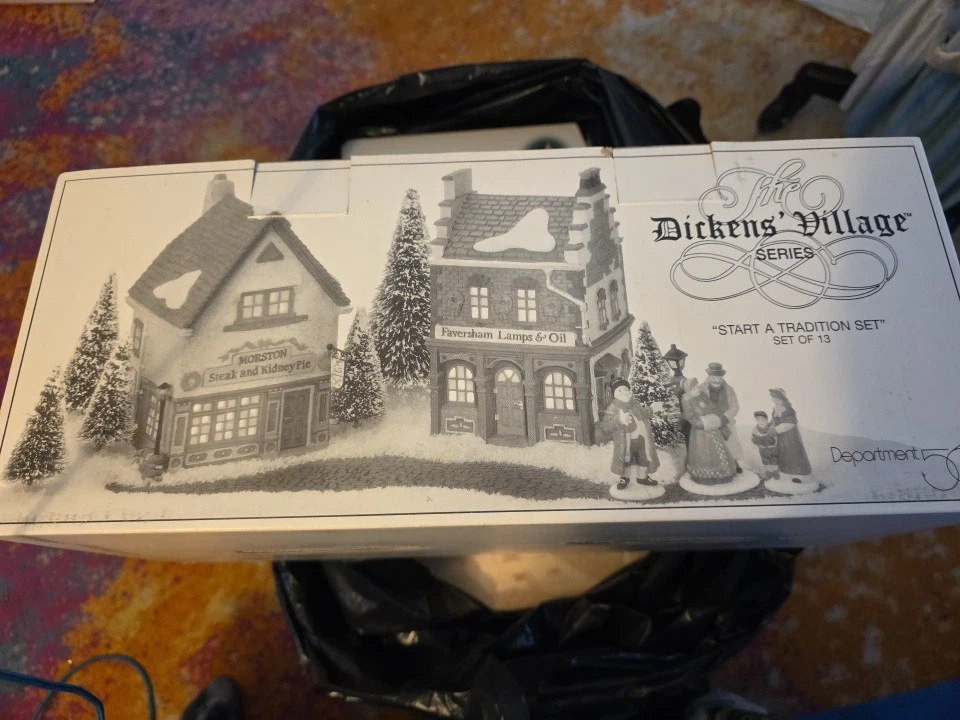 The
Dickens' Village™
SERIES
"START A TRADITION SET"
SET OF 13
MORSTON
Steak and Kidney Pie
Faversham Lamps & Oil
Department 56